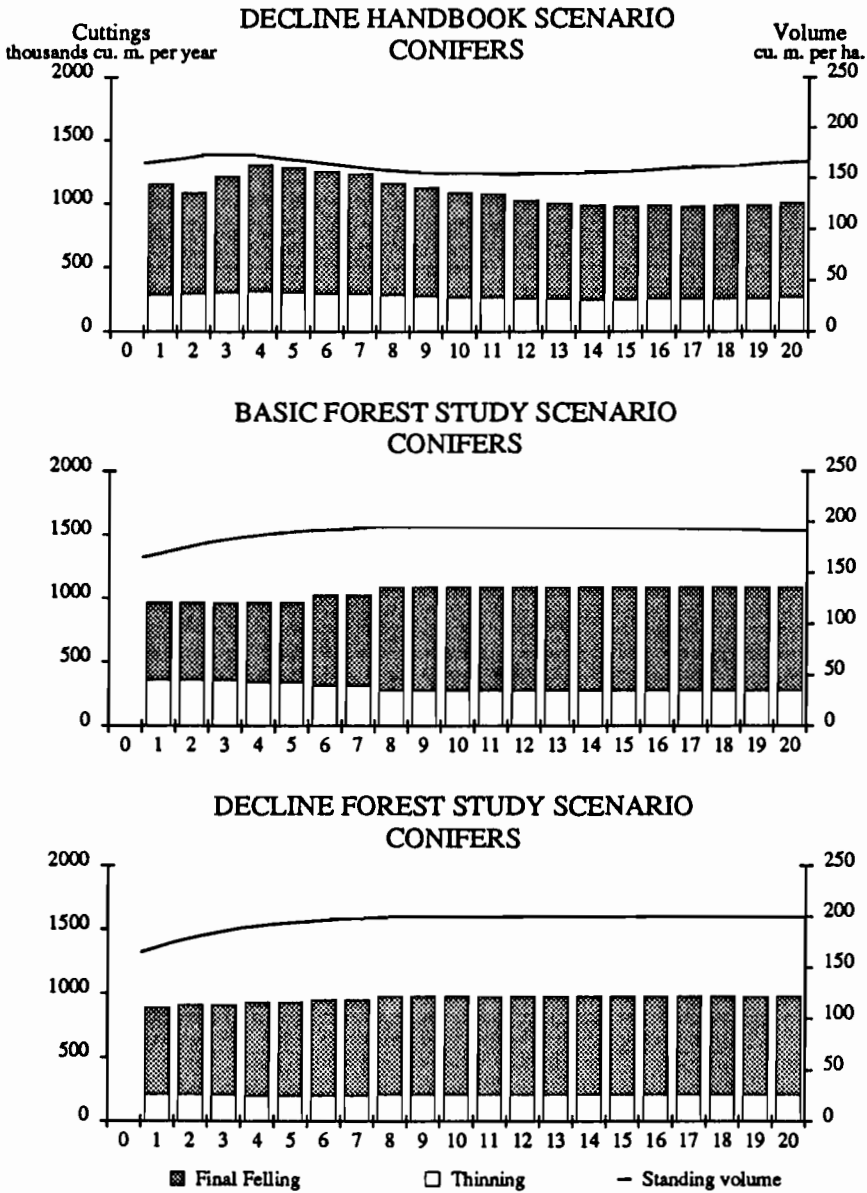 DECLINE HANDBOOK SCENARIO
CONIFERS
Cuttings
thousands cu. m. per year
Volume
cu. m. per ha.
2000
1500
1000
500
0
250
200
150
100
50
0
0 1 2 3 4 5 6 7 8 9 10 11 12 13 14 15 16 17 18 19 20
BASIC FOREST STUDY SCENARIO
CONIFERS
2000
1500
1000
500
0
250
200
150
100
50
0
0 1 2 3 4 5 6 7 8 9 10 11 12 13 14 15 16 17 18 19 20
DECLINE FOREST STUDY SCENARIO
CONIFERS
2000
1500
1000
500
0
250
200
150
100
50
0
0 1 2 3 4 5 6 7 8 9 10 11 12 13 14 15 16 17 18 19 20
Final Felling Thinning Standing volume